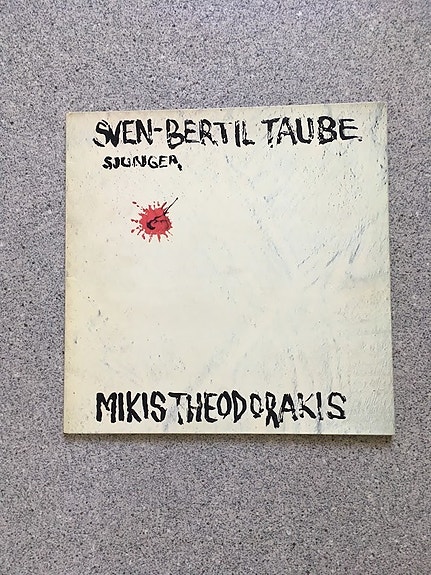 SVEN-BERTIL TAUBE
SJUNGER
MIKIS THEODORAKIS